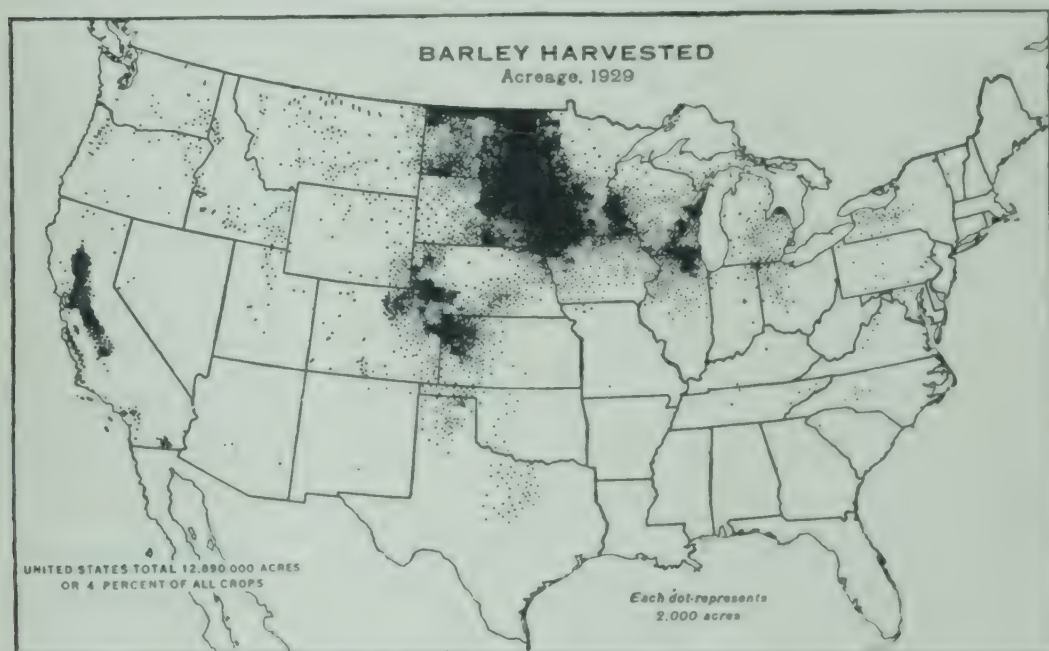 BARLEY HARVESTED
Acreage, 1929
UNITED STATES TOTAL 12,890,000 ACRES
OR 4 PERCENT OF ALL CROPS
Each dot represents
2,000 acres